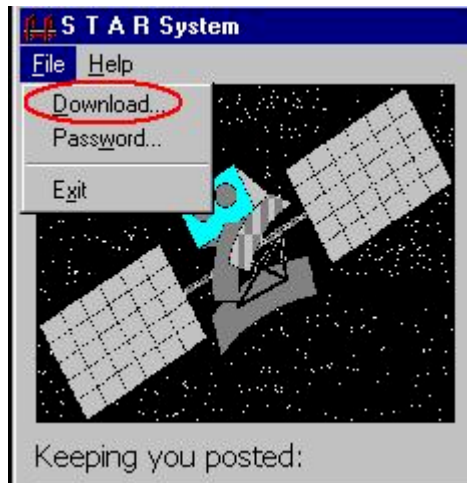 S T A R System
File Help
Download...
Password...
Exit
Keeping you posted: